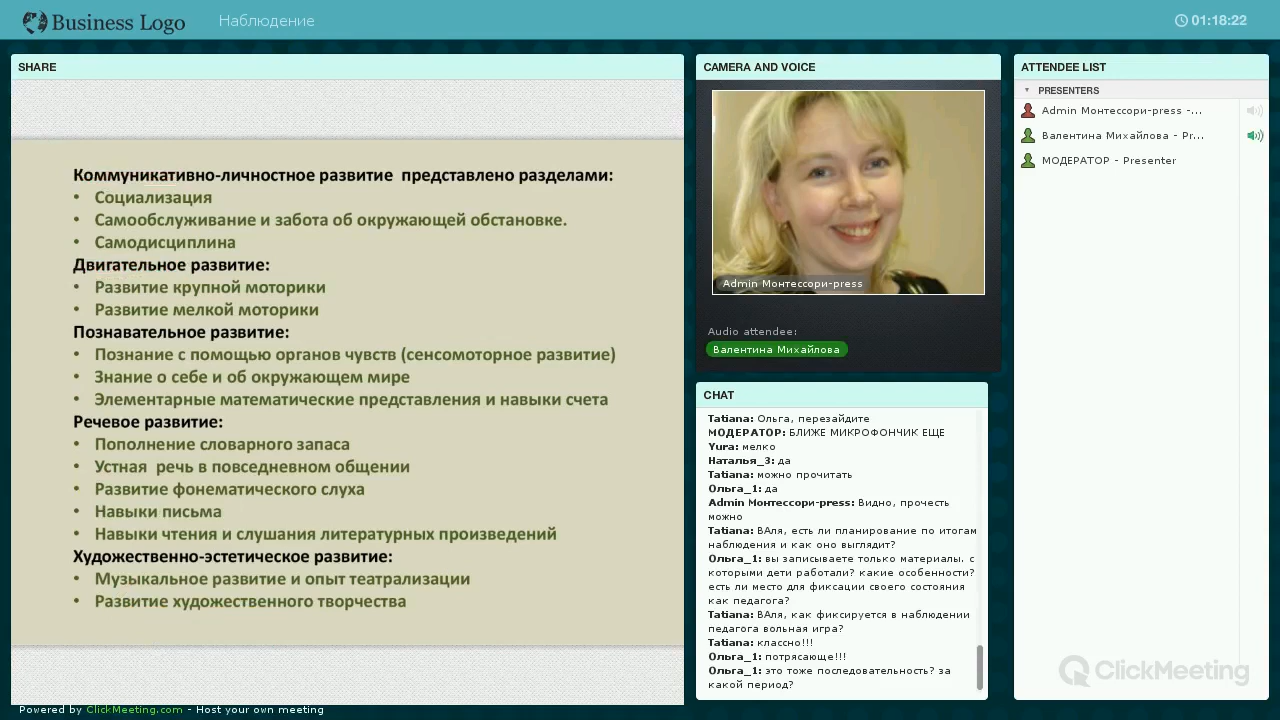 Business Logo
Наблюдение
01:18:22
SHARE
Коммуникативно-личностное развитие представлено разделами:
• Социализация
• Самообслуживание и забота об окружающей обстановке.
• Самодисциплина
Двигательное развитие:
• Развитие крупной моторики
• Развитие мелкой моторики
Познавательное развитие:
• Познание с помощью органов чувств (сенсомоторное развитие)
• Знание о себе и об окружающем мире
• Элементарные математические представления и навыки счета
Речевое развитие:
• Пополнение словарного запаса
• Устная речь в повседневном общении
• Развитие фонематического слуха
• Навыки письма
• Навыки чтения и слушания литературных произведений
Художественно-эстетическое развитие:
• Музыкальное развитие и опыт театрализации
• Развитие художественного творчества
CAMERA AND VOICE
Admin Монтессори-press
Audio attendee:
Валентина Михайлова
CHAT
Tatiana: Ольга, перезайдите
МОДЕРАТОР: БЛИЖЕ МИКРОФОНЧИК ЕЩЕ
Yura: мелко
Наталья_3: да
Tatiana: можно прочитать
Ольга_1: да
Admin Монтессори-press: Видно, прочесть
можно
Tatiana: ВАля, есть ли планирование по итогам
наблюдения и как оно выглядит?
Ольга_1: вы записываете только материалы. с
которыми дети работали? какие особенности?
есть ли место для фиксации своего состояния
как педагога?
Tatiana: ВАля, как фиксируется в наблюдении
педагога вольная игра?
Tatiana: классно!!!
Ольга_1: потрясающе!!!
Ольга_1: это тоже последовательность? за
какой период?
ATTENDEE LIST
PRESENTERS
Admin Монтессори-press -...
Валентина Михайлова - Pr...
МОДЕРАТОР - Presenter
ClickMeeting
Powered by ClickMeeting.com - Host your own meeting